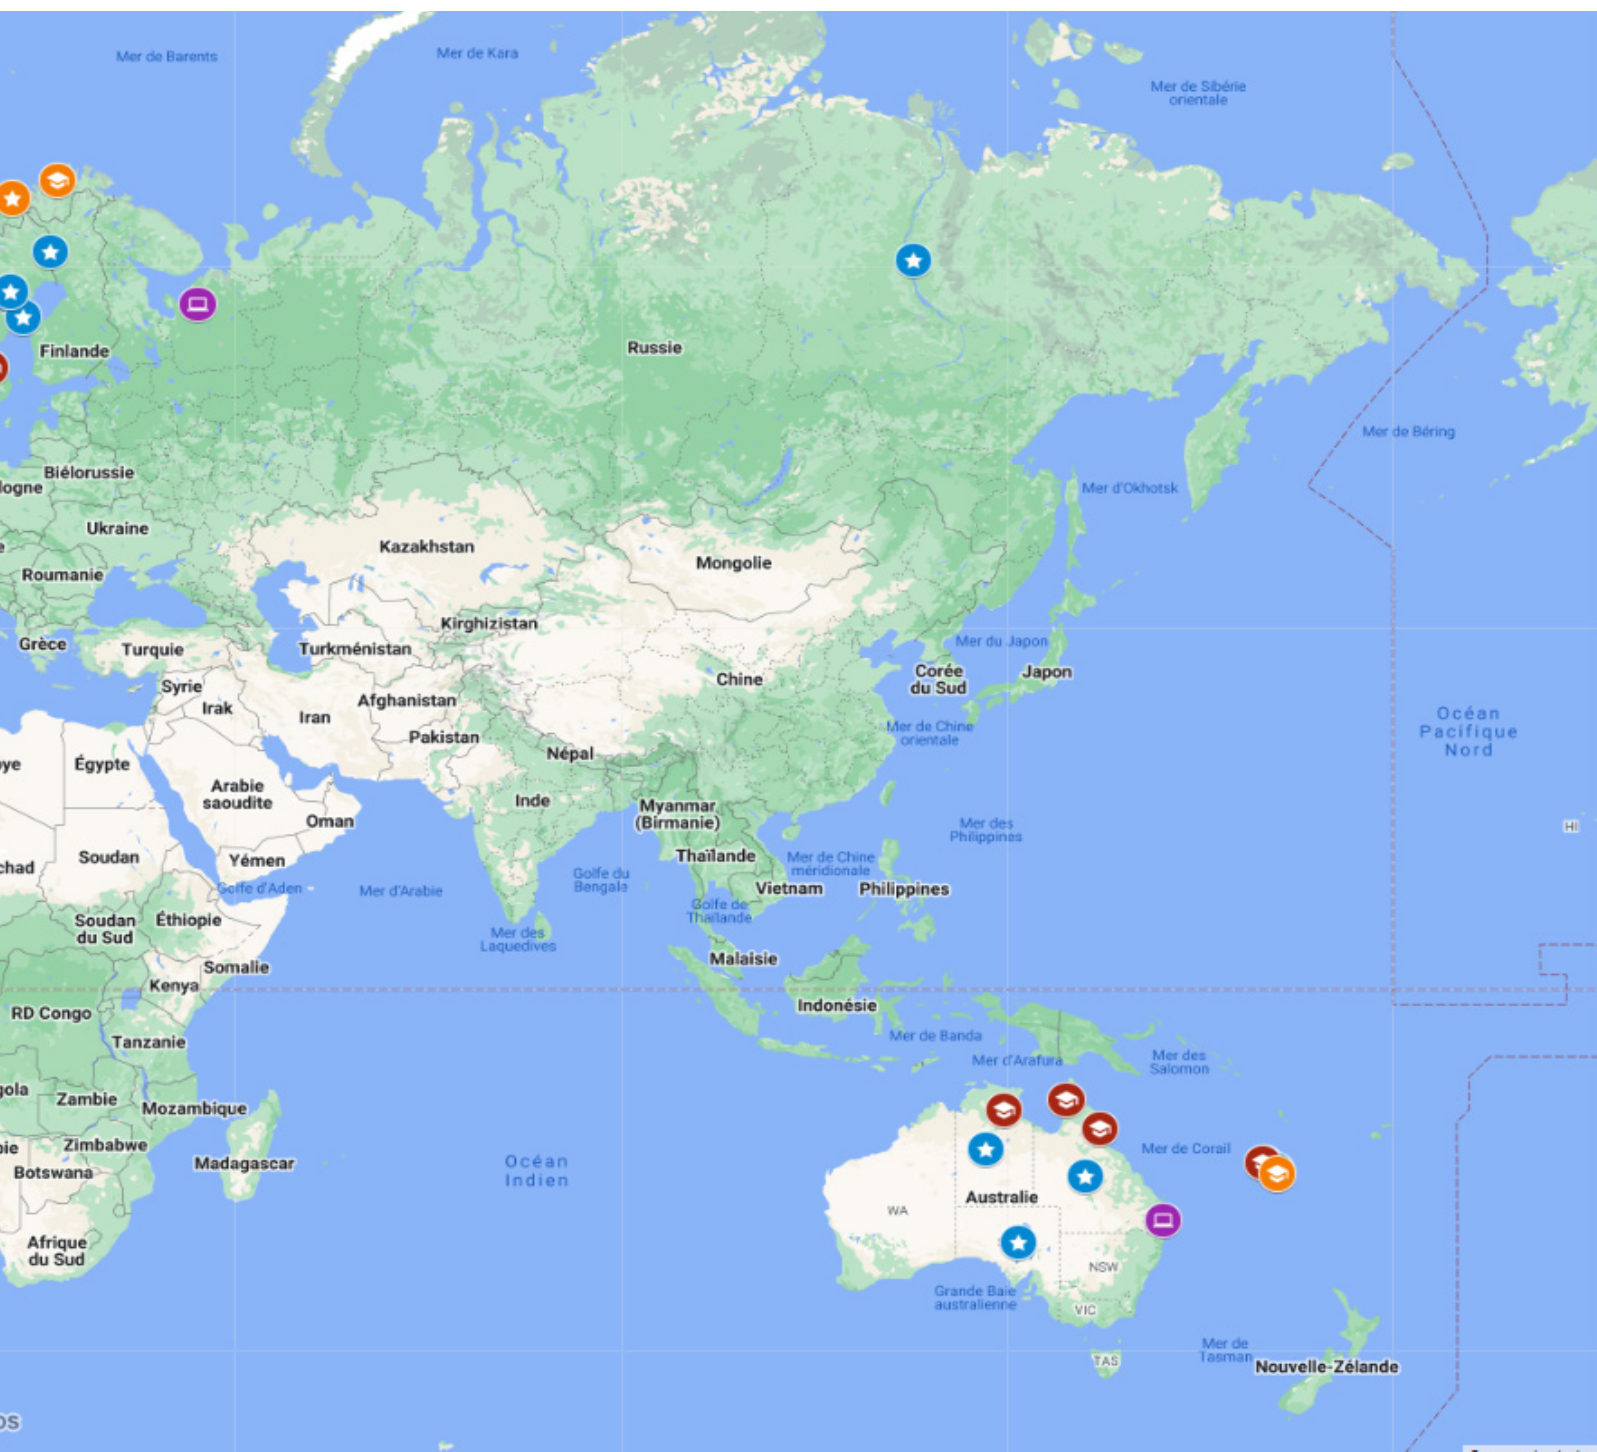 Mer de Barents
Mer de Kara
Mer de Sibérie
orientale
Finlande
Russie
Mer de Béring
Biélorussie
logne
Mer d'Okhotsk
Ukraine
e
Kazakhstan
Mongolie
Roumanie
Kirghizistan
Grèce
Turquie
Turkménistan
Mer du Japon
Corée
du Sud
Japon
Chine
Syrie
Irak
Iran
Afghanistan
Pakistan
Népal
Mer de Chine
orientale
Océan
Pacifique
Nord
ye
Égypte
Arabie
saoudite
Oman
Inde
Myanmar
(Birmanie)
Mer des
Philippines
HI
chad
Soudan
Yémen
Golfe d'Aden
Mer d'Arabie
Golfe du
Bengale
Thaïlande
Mer de Chine
méridionale
Vietnam
Philippines
Golfe de
Thaïlande
Soudan
du Sud
Éthiopie
Mer des
Laquedives
Somalie
Malaisie
Kenya
RD Congo
Indonésie
Tanzanie
Mer de Banda
Mer d'Arafura
Mer des
Salomon
gola
Zambie
Mozambique
bie
Zimbabwe
Botswana
Madagascar
Océan
Indien
Mer de Corail
Australie
WA
Afrique
du Sud
NSW
Grande Baie
australienne
VIC
TAS
Mer de
Tasman
Nouvelle-Zélande
os